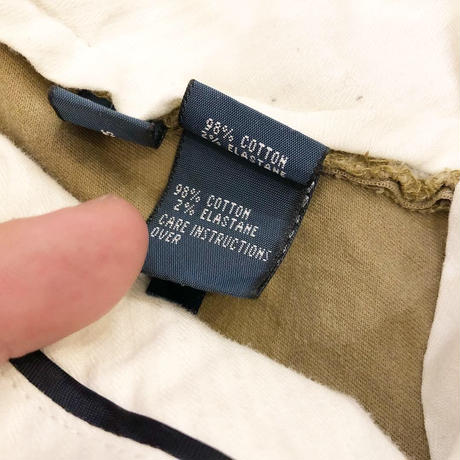 98% COTTON
2% ELASTANE
98% COTTON
2% ELASTANE
CARE INSTRUCTIONS
OVER